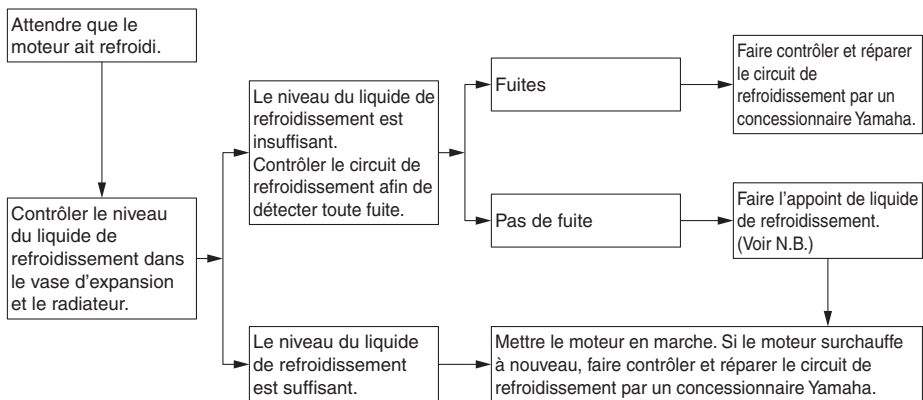 Attendre que le
moteur ait refroidi.
Contrôler le niveau
du liquide de
refroidissement dans
le vase d'expansion
et le radiateur.
Le niveau du liquide de
refroidissement est
insuffisant.
Contrôler le circuit de
refroidissement afin de
détecter toute fuite.
Fuites
Faire contrôler et réparer
le circuit de
refroidissement par un
concessionnaire Yamaha.
Pas de fuite
Faire l'appoint de liquide
de refroidissement.
(Voir N.B.)
Le niveau du liquide
de refroidissement
est suffisant.
Mettre le moteur en marche. Si le moteur surchauffe
à nouveau, faire contrôler et réparer le circuit de
refroidissement par un concessionnaire Yamaha.